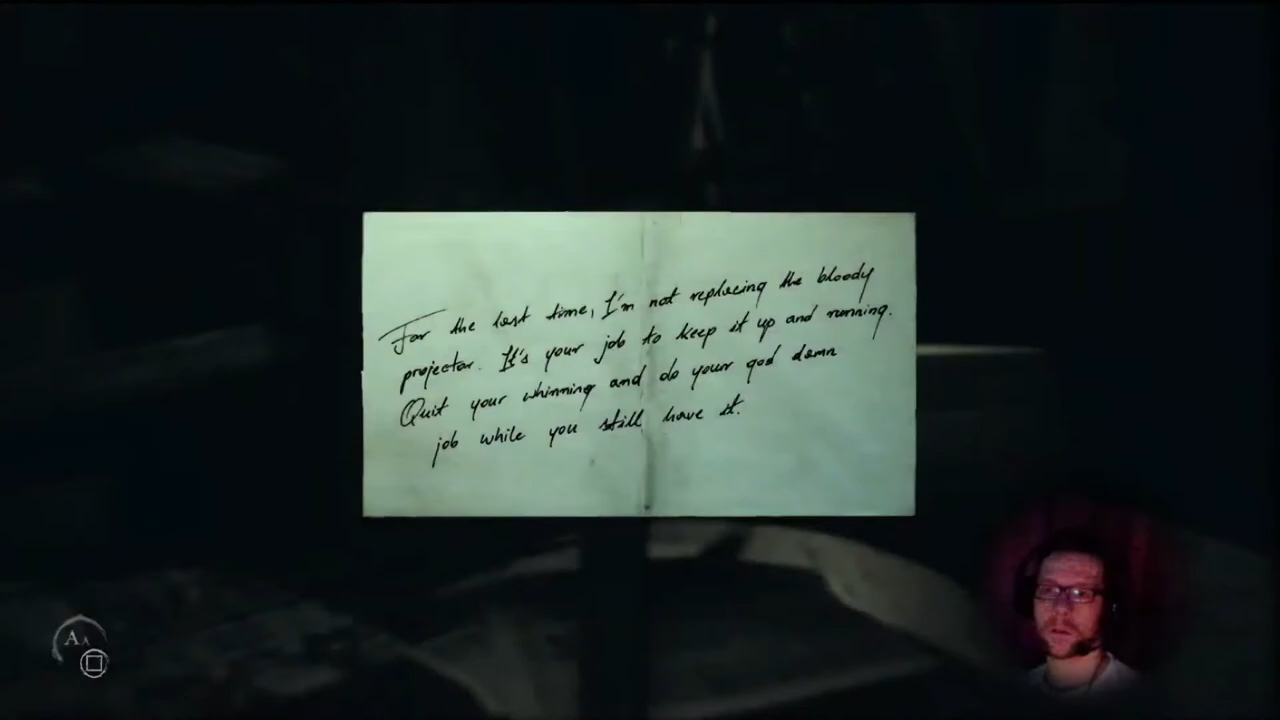 For the last time, I'm not replacing the bloody
projector. It's your job to keep it up and running.
Quit your whinning and do your god damn
job while you still have it.
A A